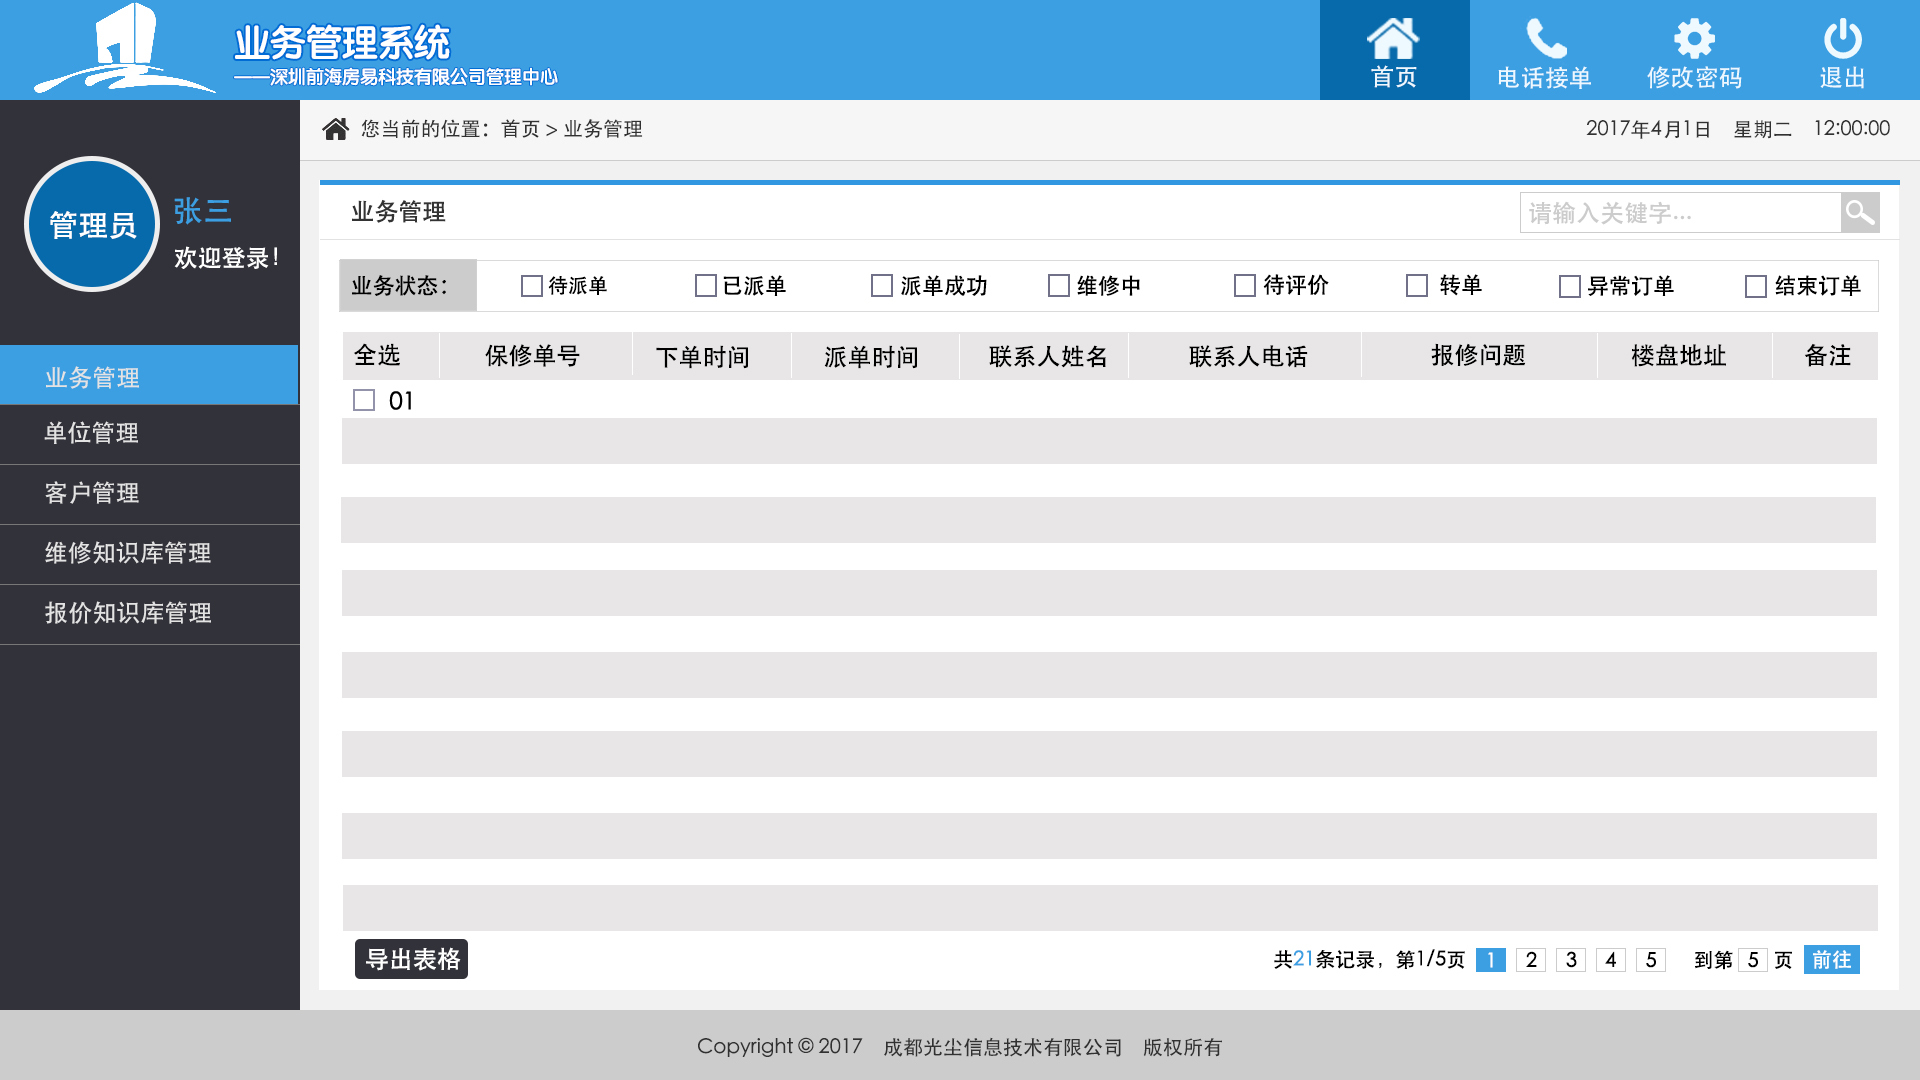 业务管理系统
——深圳前海房易科技有限公司管理中心
首页
电话接单
修改密码
退出
您当前的位置：首页 > 业务管理
2017年4月1日 星期二 12:00:00
管理员
张三
欢迎登录！
业务管理
单位管理
客户管理
维修知识库管理
报价知识库管理
业务管理
请输入关键字...
业务状态： 待派单 已派单 派单成功 维修中 待评价 转单 异常订单 结束订单
全选 保修单号 下单时间 派单时间 联系人姓名 联系人电话 报修问题 楼盘地址 备注
01
导出表格
共21条记录，第1/5页 1 2 3 4 5 到第 5 页 前往
Copyright © 2017 成都光尘信息技术有限公司 版权所有